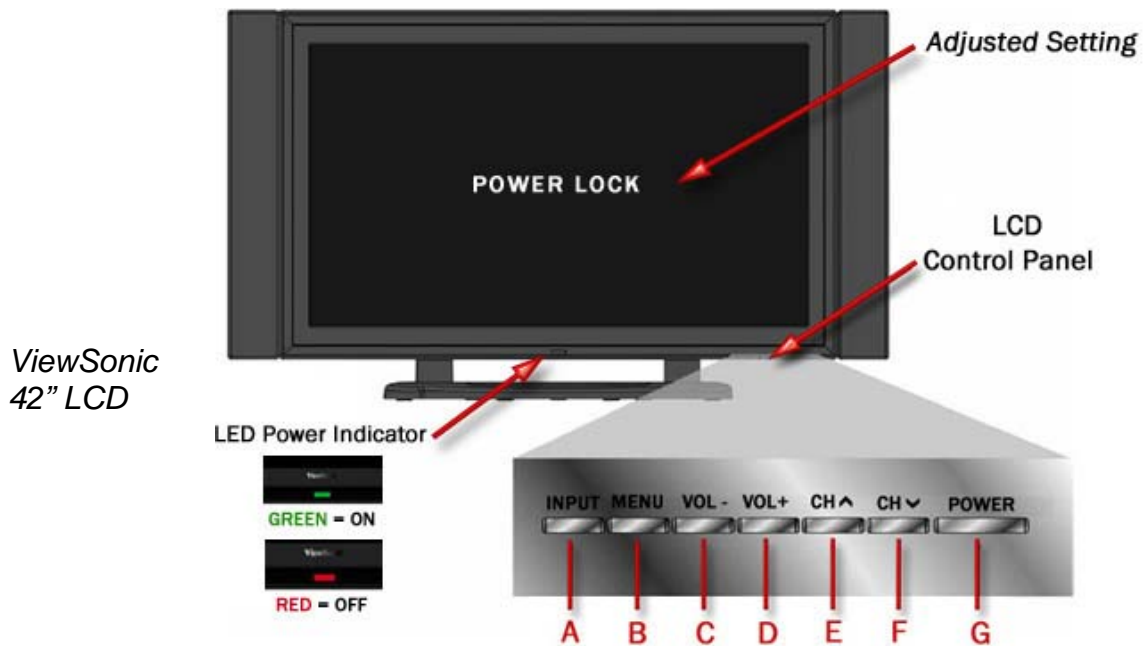 Adjusted Setting
POWER LOCK
LCD
Control Panel
ViewSonic
42” LCD
LED Power Indicator
GREEN = ON
RED = OFF
INPUT MENU VOL - VOL+ CH ∧ CH ∨ POWER
A B C D E F G